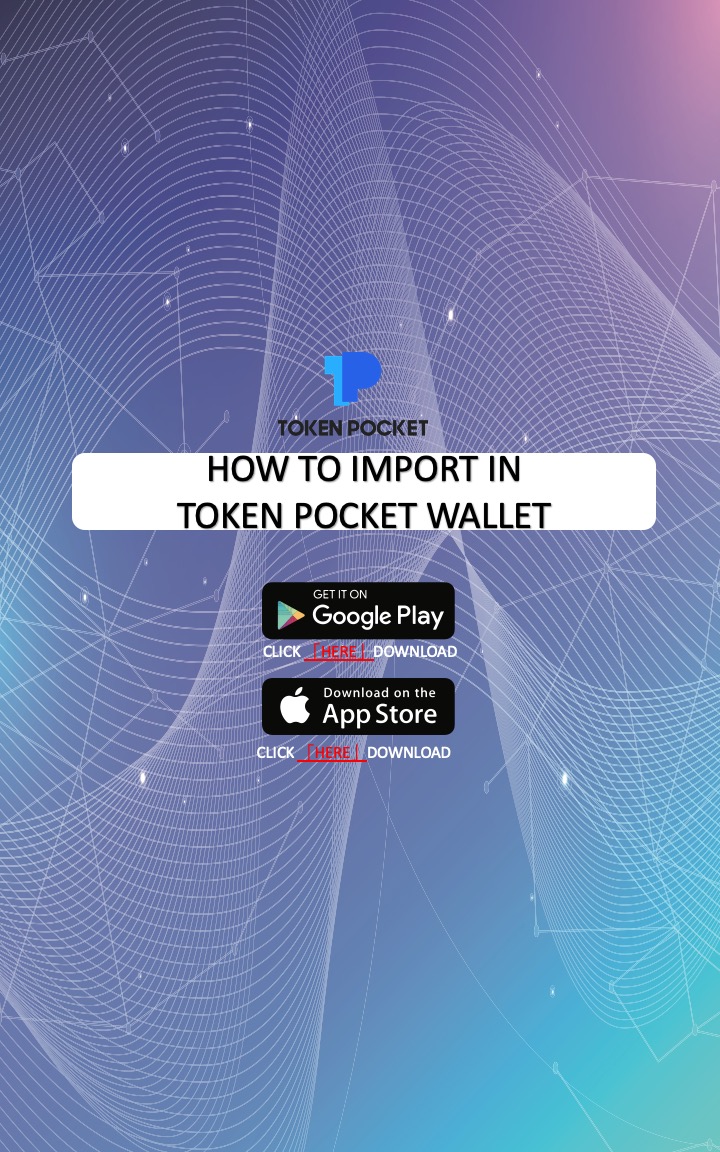 TOKEN POCKET
HOW TO IMPORT IN
TOKEN POCKET WALLET
GET IT ON
Google Play
CLICK 「HERE」DOWNLOAD
Download on the
App Store
CLICK 「HERE」DOWNLOAD